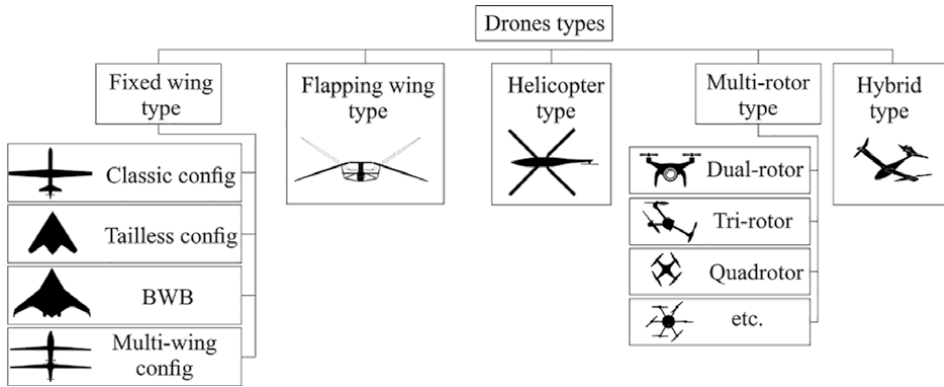 Drones types
Fixed wing
type
Flapping wing
type
Helicopter
type
Multi-rotor
type
Hybrid
type
Classic config
Tailless config
BWB
Multi-wing
config
Dual-rotor
Tri-rotor
Quadrotor
etc.